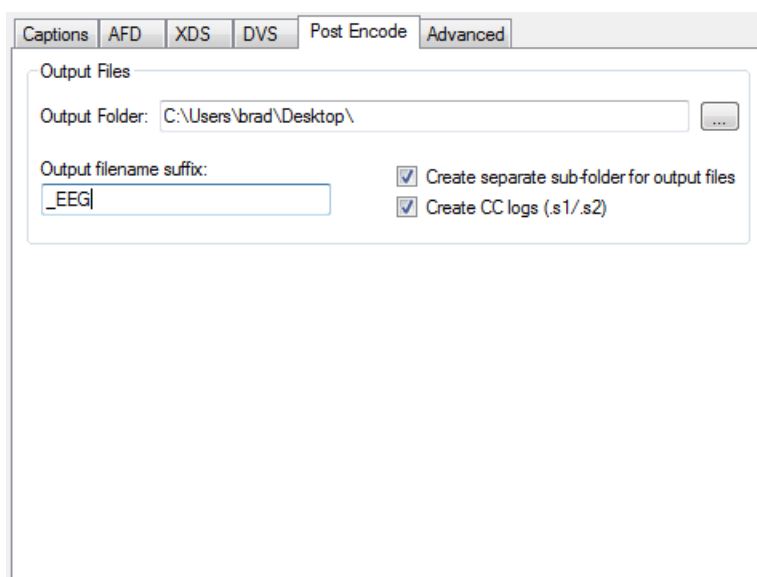 Captions AFD XDS DVS Post Encode Advanced
Output Files
Output Folder: C:\Users\brad\Desktop\ ...
Output filename suffix:
_EEG
Create separate sub-folder for output files
Create CC logs (.s1/.s2)